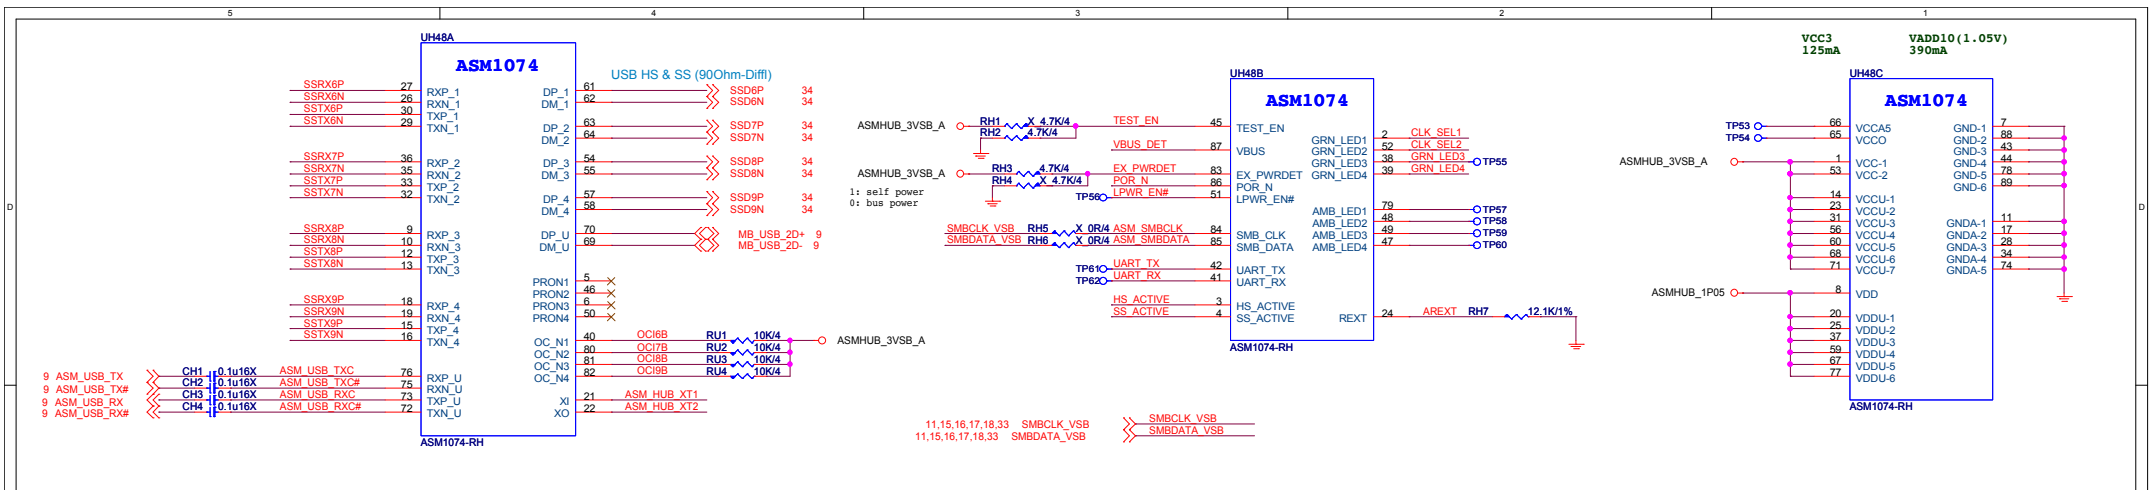 5 4 3 2 1
D
D
UH48A
ASM1074
USB HS & SS (90Ohm-Diffl)
SSRX6P 27 RXP_1 DP_1 61 SSD6P 34
SSRX6N 26 RXN_1 DM_1 62 SSD6N 34
SSTX6P 30 TXP_1
SSTX6N 29 TXN_1 DP_2 63 SSD7P 34
DM_2 64 SSD7N 34
SSRX7P 36 RXP_2 DP_3 54 SSD8P 34
SSRX7N 35 RXN_2 DM_3 55 SSD8N 34
SSTX7P 33 TXP_2
SSTX7N 32 TXN_2 DP_4 57 SSD9P 34
DM_4 58 SSD9N 34
SSRX8P 9 RXP_3 DP_U 70 MB_USB_2D+ 9
SSRX8N 10 RXN_3 DM_U 69 MB_USB_2D- 9
SSTX8P 12 TXP_3
SSTX8N 13 TXN_3
PRON1 5
PRON2 46
PRON3 6
PRON4 50
SSRX9P 18 RXP_4
SSRX9N 19 RXN_4
SSTX9P 15 TXP_4
SSTX9N 16 TXN_4
OC_N1 40 OCI6B RU1 10K/4 ASMHUB_3VSB_A
OC_N2 80 OCI7B RU2 10K/4
OC_N3 81 OCI8B RU3 10K/4
OC_N4 82 OCI9B RU4 10K/4
9 ASM_USB_TX CH1 0.1u16X ASM_USB_TXC 76 RXP_U
9 ASM_USB_TX# CH2 0.1u16X ASM_USB_TXC# 75 RXN_U
9 ASM_USB_RX CH3 0.1u16X ASM_USB_RXC 73 TXP_U
9 ASM_USB_RX# CH4 0.1u16X ASM_USB_RXC# 72 TXN_U
XI 21 ASM_HUB_XT1
XO 22 ASM_HUB_XT2
ASM1074-RH
UH48B
ASM1074
ASMHUB_3VSB_A RH1 X_4.7K/4 TEST_EN 45 TEST_EN
RH2 4.7K/4
VBUS_DET 87 VBUS
ASMHUB_3VSB_A RH3 4.7K/4 EX_PWRDET 83 EX_PWRDET
RH4 X_4.7K/4 POR_N 86 POR_N
1: self power
0: bus power
TP56 LPWR_EN# 51 LPWR_EN#
SMBCLK_VSB RH5 X_0R/4 ASM_SMBCLK 84 SMB_CLK
SMBDATA_VSB RH6 X_0R/4 ASM_SMBDATA 85 SMB_DATA
TP61 UART_TX 42 UART_TX
TP62 UART_RX 41 UART_RX
HS_ACTIVE 3 HS_ACTIVE
SS_ACTIVE 4 SS_ACTIVE
GRN_LED1 2 CLK_SEL1
GRN_LED2 52 CLK_SEL2
GRN_LED3 38 GRN_LED3 TP55
GRN_LED4 39 GRN_LED4
AMB_LED1 79 TP57
AMB_LED2 48 TP58
AMB_LED3 49 TP59
AMB_LED4 47 TP60
REXT 24 AREXT RH7 12.1K/1%
ASM1074-RH
11,15,16,17,18,33 SMBCLK_VSB SMBCLK_VSB
11,15,16,17,18,33 SMBDATA_VSB SMBDATA_VSB
VCC3 VADD10(1.05V)
125mA 390mA
UH48C
ASM1074
TP53 66 VCCA5 GND-1 7
TP54 65 VCCO GND-2 88
GND-3 43
ASMHUB_3VSB_A 1 VCC-1 GND-4 44
53 VCC-2 GND-5 78
GND-6 89
14 VCCU-1
23 VCCU-2
31 VCCU-3 GNDA-1 11
56 VCCU-4 GNDA-2 17
60 VCCU-5 GNDA-3 28
68 VCCU-6 GNDA-4 34
71 VCCU-7 GNDA-5 74
ASMHUB_1P05 8 VDD
20 VDDU-1
25 VDDU-2
37 VDDU-3
59 VDDU-4
67 VDDU-5
77 VDDU-6
ASM1074-RH